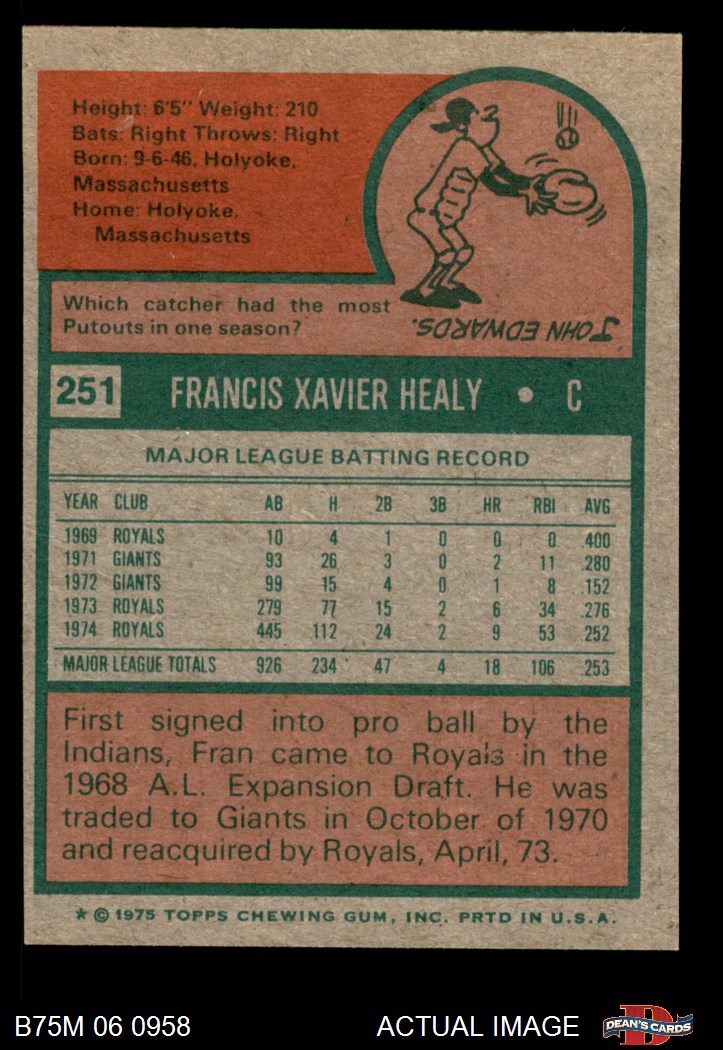 Height: 6'5" Weight: 210
Bats: Right Throws: Right
Born: 9-6-46, Holyoke,
Massachusetts
Home: Holyoke,
Massachusetts
Which catcher had the most
Putouts in one season?
JOHN EDWARDS.
251 FRANCIS XAVIER HEALY • C
MAJOR LEAGUE BATTING RECORD
YEAR CLUB AB H 2B 3B HR RBI AVG
1969 ROYALS 10 4 1 0 0 0 .400
1971 GIANTS 93 26 3 0 2 11 .280
1972 GIANTS 99 15 4 0 1 8 .152
1973 ROYALS 279 77 15 2 6 34 .276
1974 ROYALS 445 112 24 2 9 53 .252
MAJOR LEAGUE TOTALS 926 234 47 4 18 106 .253
First signed into pro ball by the
Indians, Fran came to Royals in the
1968 A.L. Expansion Draft. He was
traded to Giants in October of 1970
and reacquired by Royals, April, 73.
* © 1975 TOPPS CHEWING GUM, INC. PRTD IN U.S.A.
B75M 06 0958 ACTUAL IMAGE
D
DEAN'S CARDS